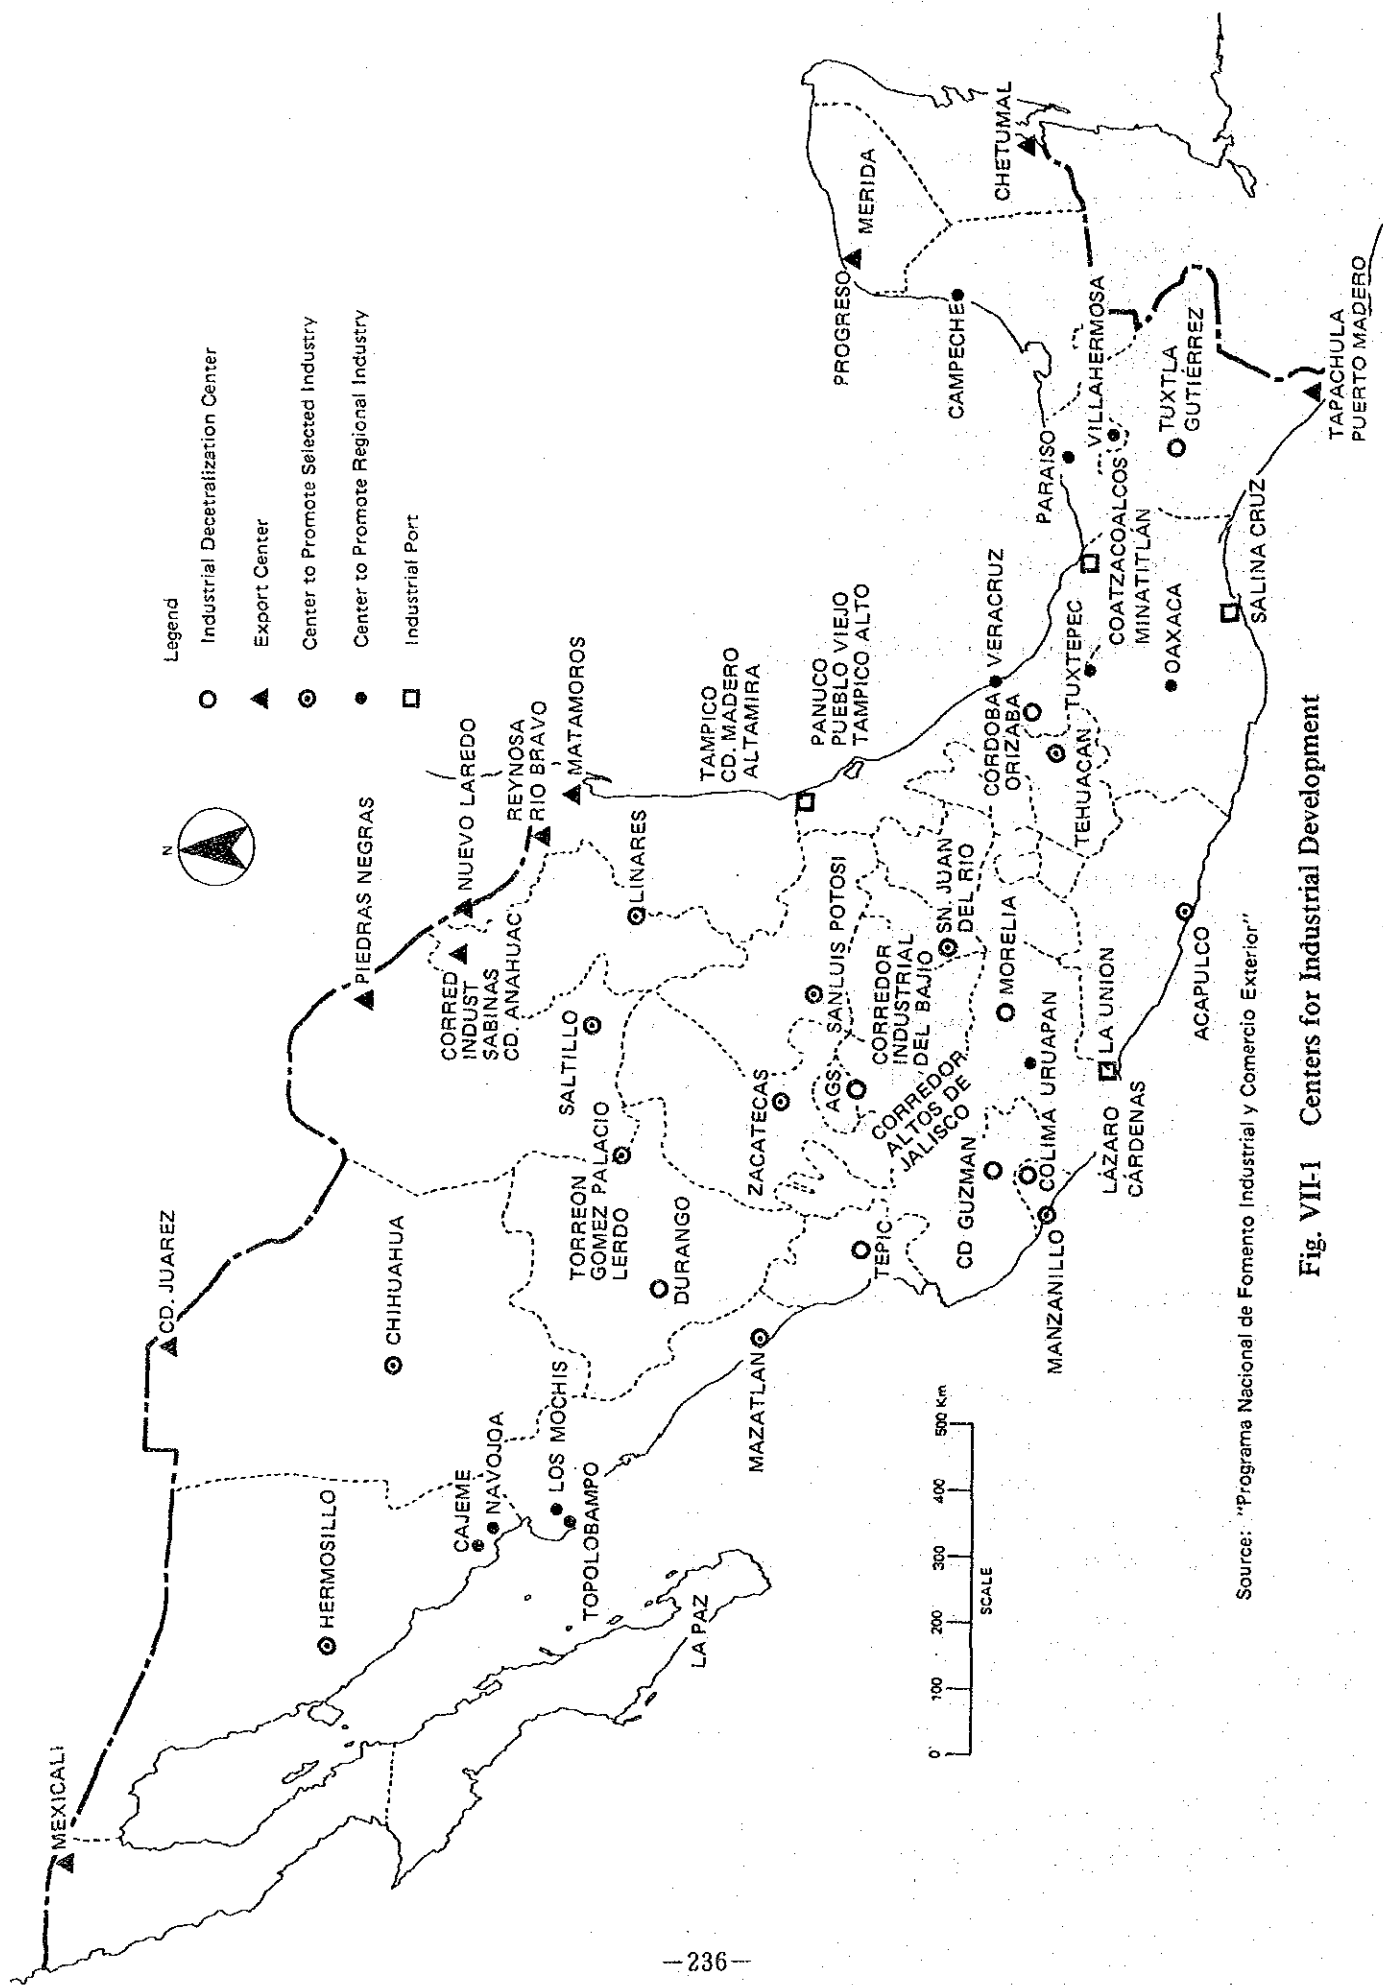 Legend
Industrial Decetralization Center
Export Center
Center to Promote Selected Industry
Center to Promote Regional Industry
Industrial Port
N
MEXICALI
CD. JUAREZ
HERMOSILLO
CHIHUAHUA
PIEDRAS NEGRAS
NUEVO LAREDO
CORRED
INDUST
SABINAS
CD. ANAHUAC
REYNOSA
RIO BRAVO
MATAMOROS
CAJEME
NAVOJOA
LOS MOCHIS
TOPOLOBAMPO
LA PAZ
SALTILLO
LINARES
TORREON
GOMEZ PALACIO
LERDO
DURANGO
MAZATLAN
ZACATECAS
TAMPICO
CD. MADERO
ALTAMIRA
PANUCO
PUEBLO VIEJO
TAMPICO ALTO
SANLUIS POTOSI
AGS
TEPIC
CORREDOR
INDUSTRIAL
DEL BAJIO
CORREDOR
ALTOS DE
JALISCO
SN. JUAN
DEL RIO
CD GUZMAN
MORELIA
COLIMA
URUAPAN
MANZANILLO
LÁZARO
CÁRDENAS
LA UNION
ACAPULCO
CORDOBA
ORIZABA
VERACRUZ
TEHUACAN
TUXTEPEC
OAXACA
COATZACOALCOS
MINATITLAN
SALINA CRUZ
PARAISO
VILLAHERMOSA
TUXTLA
GUTIÉRREZ
TAPACHULA
PUERTO MADERO
CAMPECHE
PROGRESO
MERIDA
CHETUMAL
0 100 200 300 400 500 Km
SCALE
Source: "Programa Nacional de Fomento Industrial y Comercio Exterior"
Fig. VII-1 Centers for Industrial Development
—236—